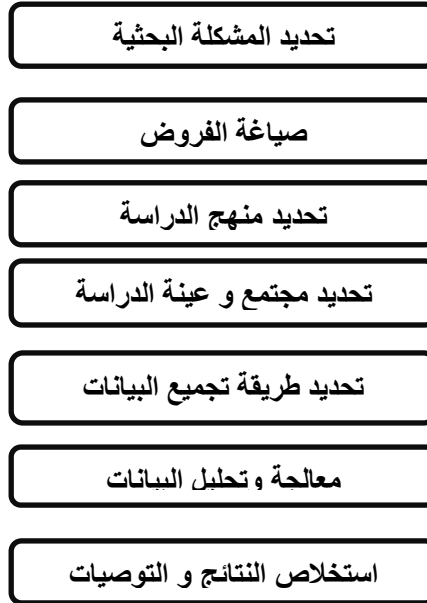 تحديد المشكلة البحثية
صياغة الفروض
تحديد منهج الدراسة
تحديد مجتمع و عينة الدراسة
تحديد طريقة تجميع البيانات
معالجة وتحليل البيانات
استخلاص النتائج و التوصيات